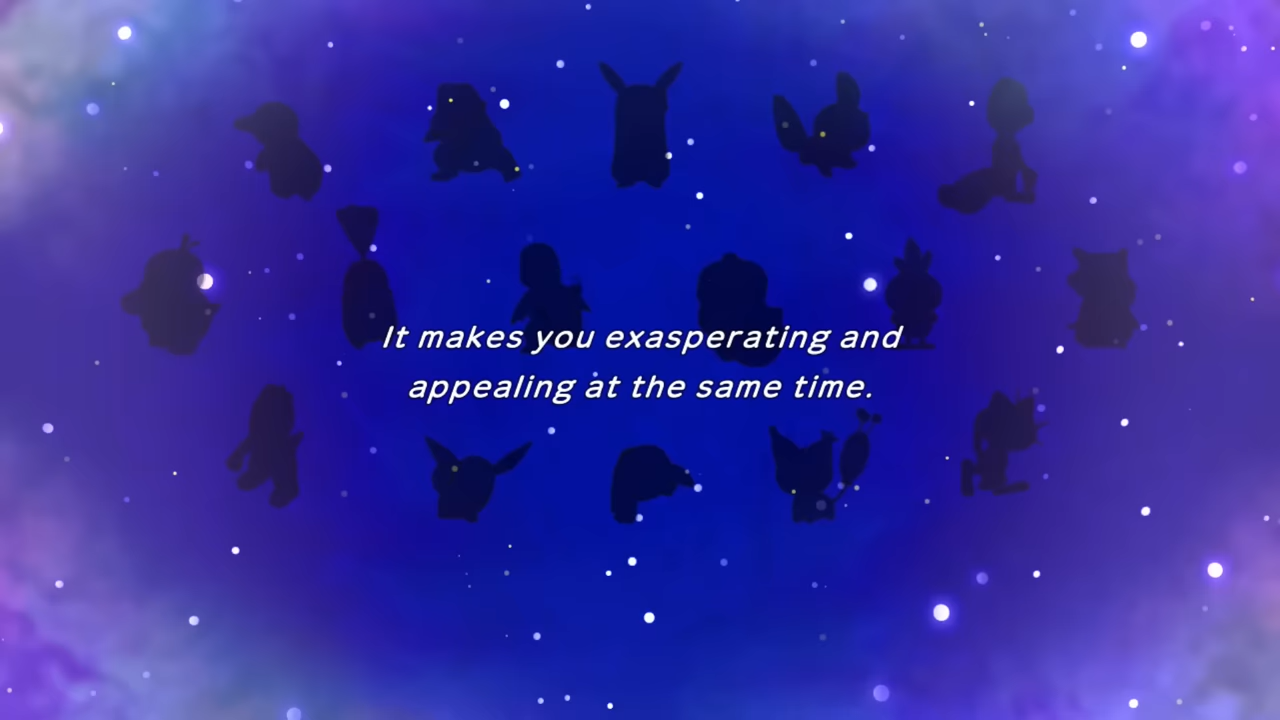 It makes you exasperating and
appealing at the same time.